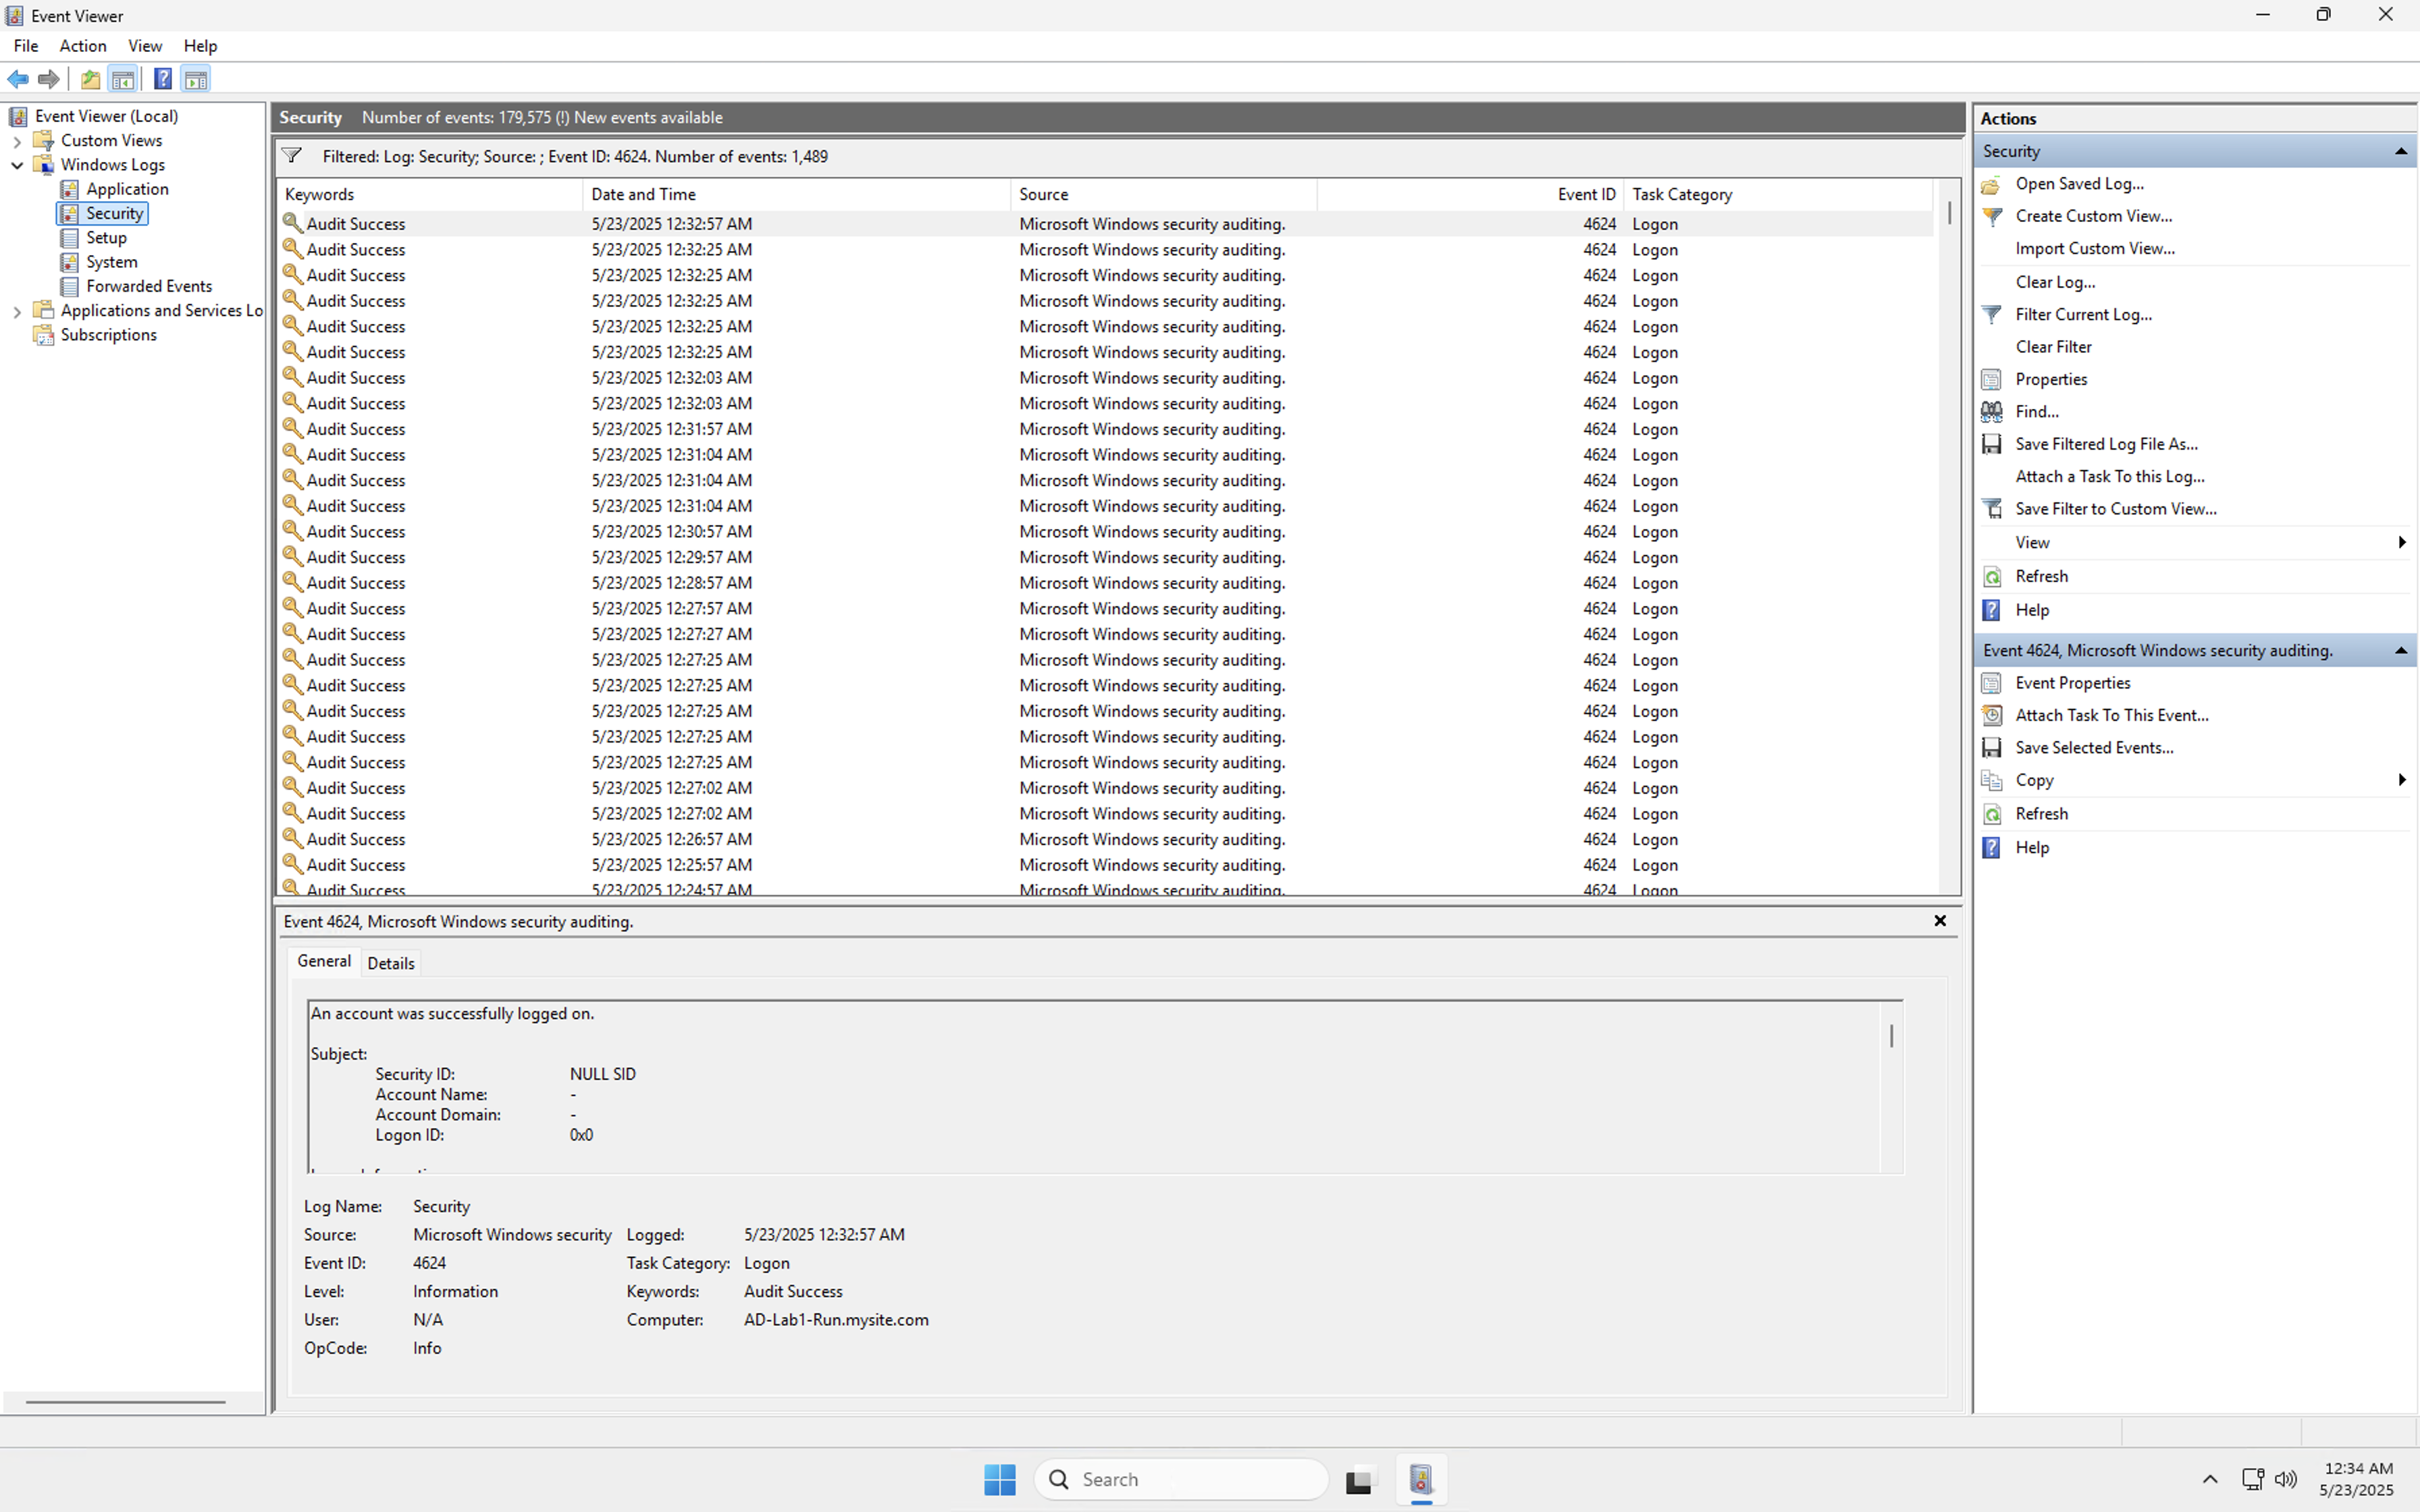 Event Viewer
File Action View Help
Event Viewer (Local)
Custom Views
Windows Logs
Application
Security
Setup
System
Forwarded Events
Applications and Services Lo
Subscriptions
Security Number of events: 179,575 (!) New events available
Filtered: Log: Security; Source: ; Event ID: 4624. Number of events: 1,489
Keywords Date and Time Source Event ID Task Category
Audit Success 5/23/2025 12:32:57 AM Microsoft Windows security auditing. 4624 Logon
Audit Success 5/23/2025 12:32:25 AM Microsoft Windows security auditing. 4624 Logon
Audit Success 5/23/2025 12:32:25 AM Microsoft Windows security auditing. 4624 Logon
Audit Success 5/23/2025 12:32:25 AM Microsoft Windows security auditing. 4624 Logon
Audit Success 5/23/2025 12:32:25 AM Microsoft Windows security auditing. 4624 Logon
Audit Success 5/23/2025 12:32:25 AM Microsoft Windows security auditing. 4624 Logon
Audit Success 5/23/2025 12:32:03 AM Microsoft Windows security auditing. 4624 Logon
Audit Success 5/23/2025 12:32:03 AM Microsoft Windows security auditing. 4624 Logon
Audit Success 5/23/2025 12:31:57 AM Microsoft Windows security auditing. 4624 Logon
Audit Success 5/23/2025 12:31:04 AM Microsoft Windows security auditing. 4624 Logon
Audit Success 5/23/2025 12:31:04 AM Microsoft Windows security auditing. 4624 Logon
Audit Success 5/23/2025 12:31:04 AM Microsoft Windows security auditing. 4624 Logon
Audit Success 5/23/2025 12:30:57 AM Microsoft Windows security auditing. 4624 Logon
Audit Success 5/23/2025 12:29:57 AM Microsoft Windows security auditing. 4624 Logon
Audit Success 5/23/2025 12:28:57 AM Microsoft Windows security auditing. 4624 Logon
Audit Success 5/23/2025 12:27:57 AM Microsoft Windows security auditing. 4624 Logon
Audit Success 5/23/2025 12:27:27 AM Microsoft Windows security auditing. 4624 Logon
Audit Success 5/23/2025 12:27:25 AM Microsoft Windows security auditing. 4624 Logon
Audit Success 5/23/2025 12:27:25 AM Microsoft Windows security auditing. 4624 Logon
Audit Success 5/23/2025 12:27:25 AM Microsoft Windows security auditing. 4624 Logon
Audit Success 5/23/2025 12:27:25 AM Microsoft Windows security auditing. 4624 Logon
Audit Success 5/23/2025 12:27:25 AM Microsoft Windows security auditing. 4624 Logon
Audit Success 5/23/2025 12:27:02 AM Microsoft Windows security auditing. 4624 Logon
Audit Success 5/23/2025 12:27:02 AM Microsoft Windows security auditing. 4624 Logon
Audit Success 5/23/2025 12:26:57 AM Microsoft Windows security auditing. 4624 Logon
Audit Success 5/23/2025 12:25:57 AM Microsoft Windows security auditing. 4624 Logon
Audit Success 5/23/2025 12:24:57 AM Microsoft Windows security auditing. 4624 Logon
Event 4624, Microsoft Windows security auditing.
General Details
An account was successfully logged on.
Subject:
Security ID: NULL SID
Account Name: -
Account Domain: -
Logon ID: 0x0
Log Name: Security
Source: Microsoft Windows security Logged: 5/23/2025 12:32:57 AM
Event ID: 4624 Task Category: Logon
Level: Information Keywords: Audit Success
User: N/A Computer: AD-Lab1-Run.mysite.com
OpCode: Info
Actions
Security
Open Saved Log...
Create Custom View...
Import Custom View...
Clear Log...
Filter Current Log...
Clear Filter
Properties
Find...
Save Filtered Log File As...
Attach a Task To this Log...
Save Filter to Custom View...
View
Refresh
Help
Event 4624, Microsoft Windows security auditing.
Event Properties
Attach Task To This Event...
Save Selected Events...
Copy
Refresh
Help
Search
12:34 AM
5/23/2025